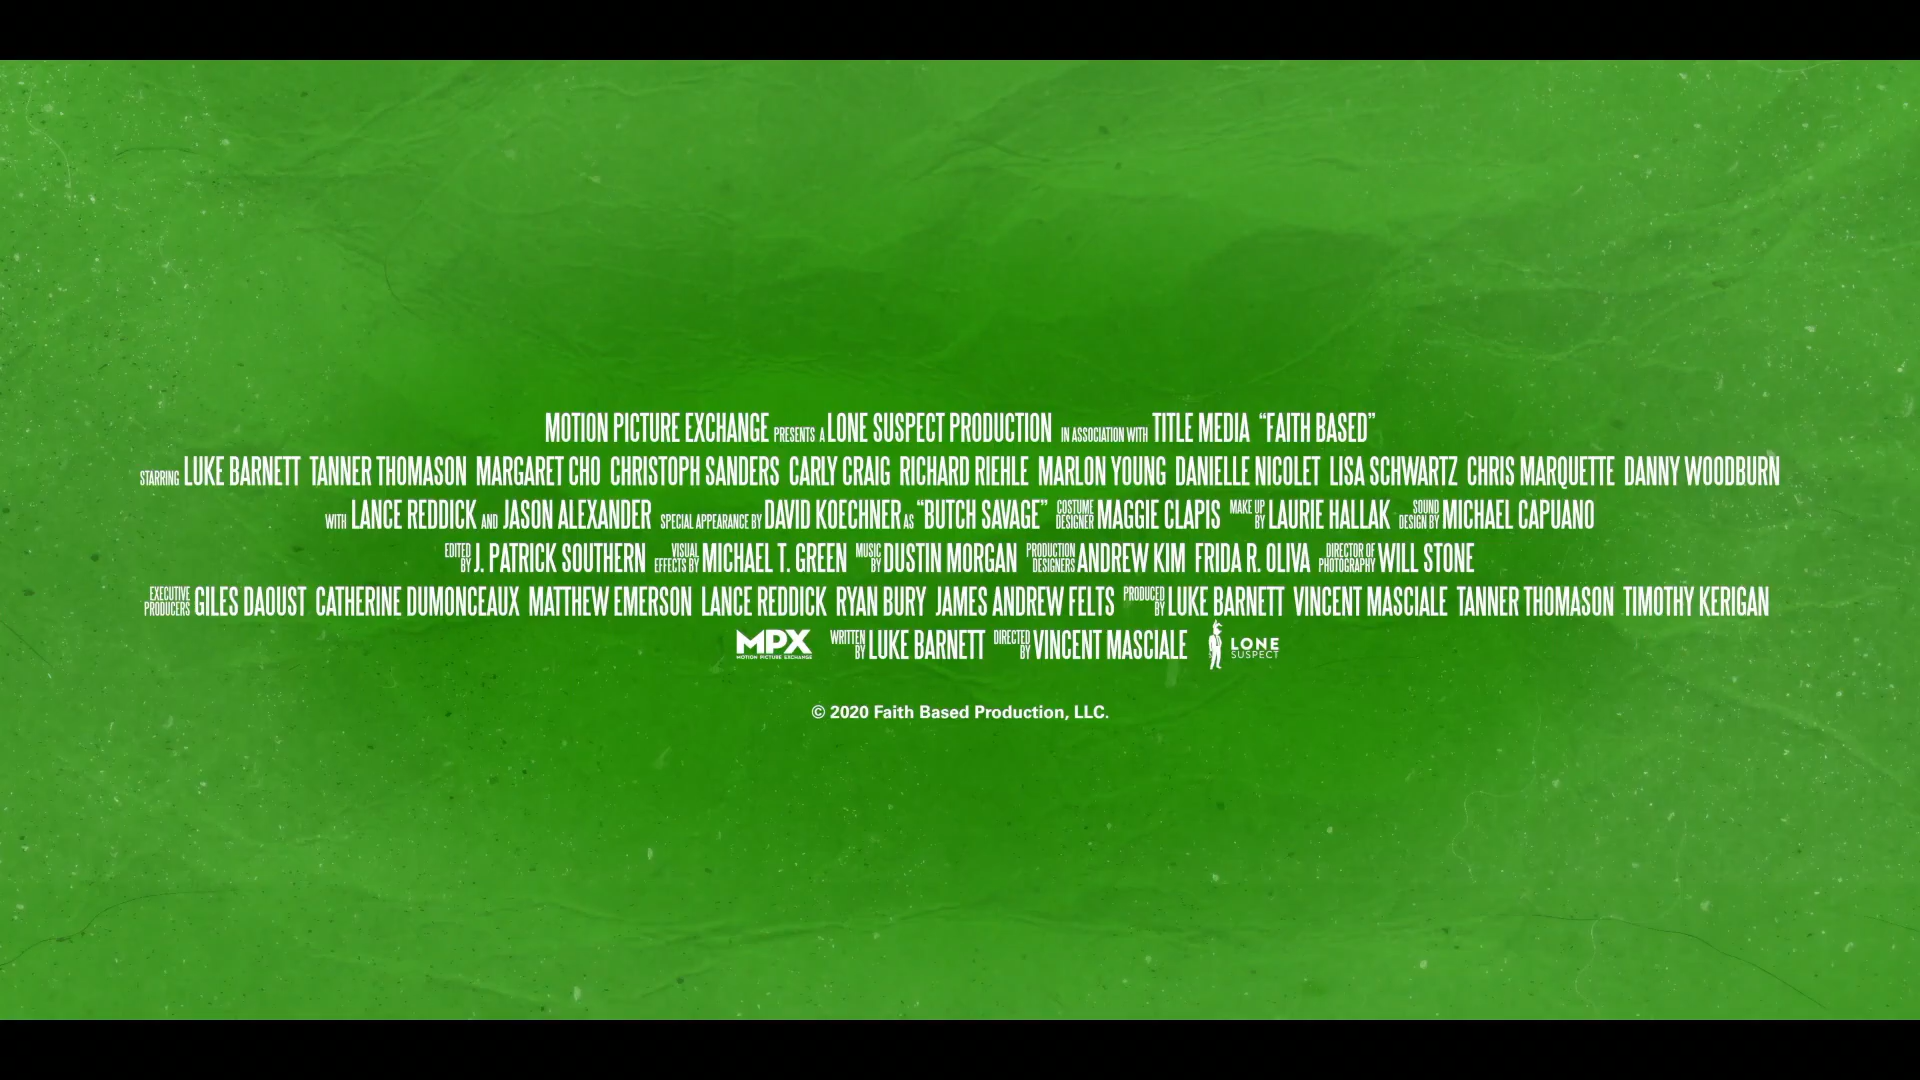 MOTION PICTURE EXCHANGE PRESENTS A LONE SUSPECT PRODUCTION IN ASSOCIATION WITH TITLE MEDIA “FAITH BASED”
STARRING LUKE BARNETT TANNER THOMASON MARGARET CHO CHRISTOPH SANDERS CARLY CRAIG RICHARD RIEHLE MARLON YOUNG DANIELLE NICOLET LISA SCHWARTZ CHRIS MARQUETTE DANNY WOODBURN
WITH LANCE REDDICK AND JASON ALEXANDER SPECIAL APPEARANCE BY DAVID KOECHNER AS “BUTCH SAVAGE” COSTUME DESIGNER MAGGIE CLAPIS MAKE UP BY LAURIE HALLAK SOUND DESIGN BY MICHAEL CAPUANO
EDITED BY J. PATRICK SOUTHERN VISUAL EFFECTS BY MICHAEL T. GREEN MUSIC BY DUSTIN MORGAN PRODUCTION DESIGNERS ANDREW KIM FRIDA R. OLIVA DIRECTOR OF PHOTOGRAPHY WILL STONE
EXECUTIVE PRODUCERS GILES DAOUST CATHERINE DUMONCEAUX MATTHEW EMERSON LANCE REDDICK RYAN BURY JAMES ANDREW FELTS PRODUCED BY LUKE BARNETT VINCENT MASCIALE TANNER THOMASON TIMOTHY KERIGAN
MPX MOTION PICTURE EXCHANGE WRITTEN BY LUKE BARNETT DIRECTED BY VINCENT MASCIALE LONE SUSPECT
© 2020 Faith Based Production, LLC.